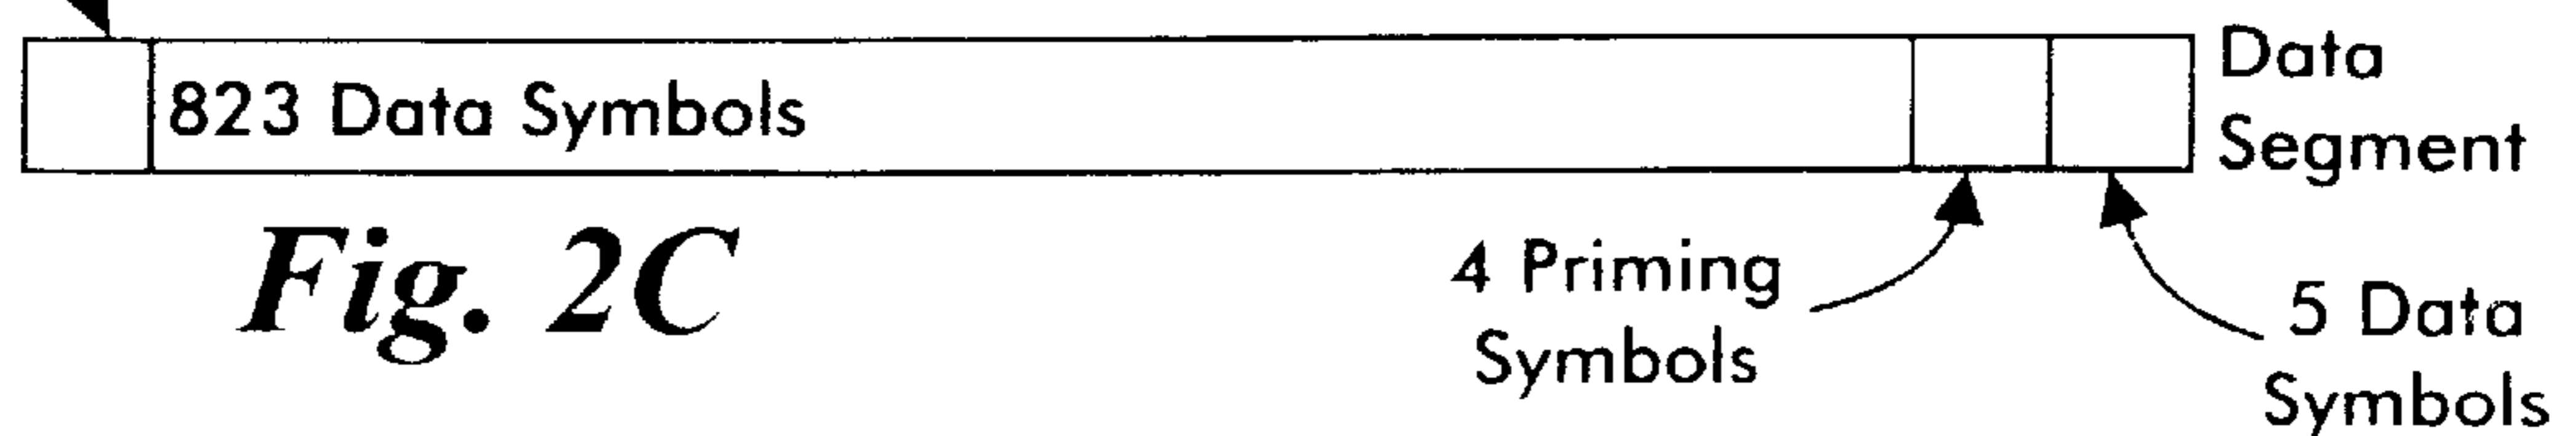 823 Data Symbols
Data
Segment
Fig. 2C
4 Priming
Symbols
5 Data
Symbols